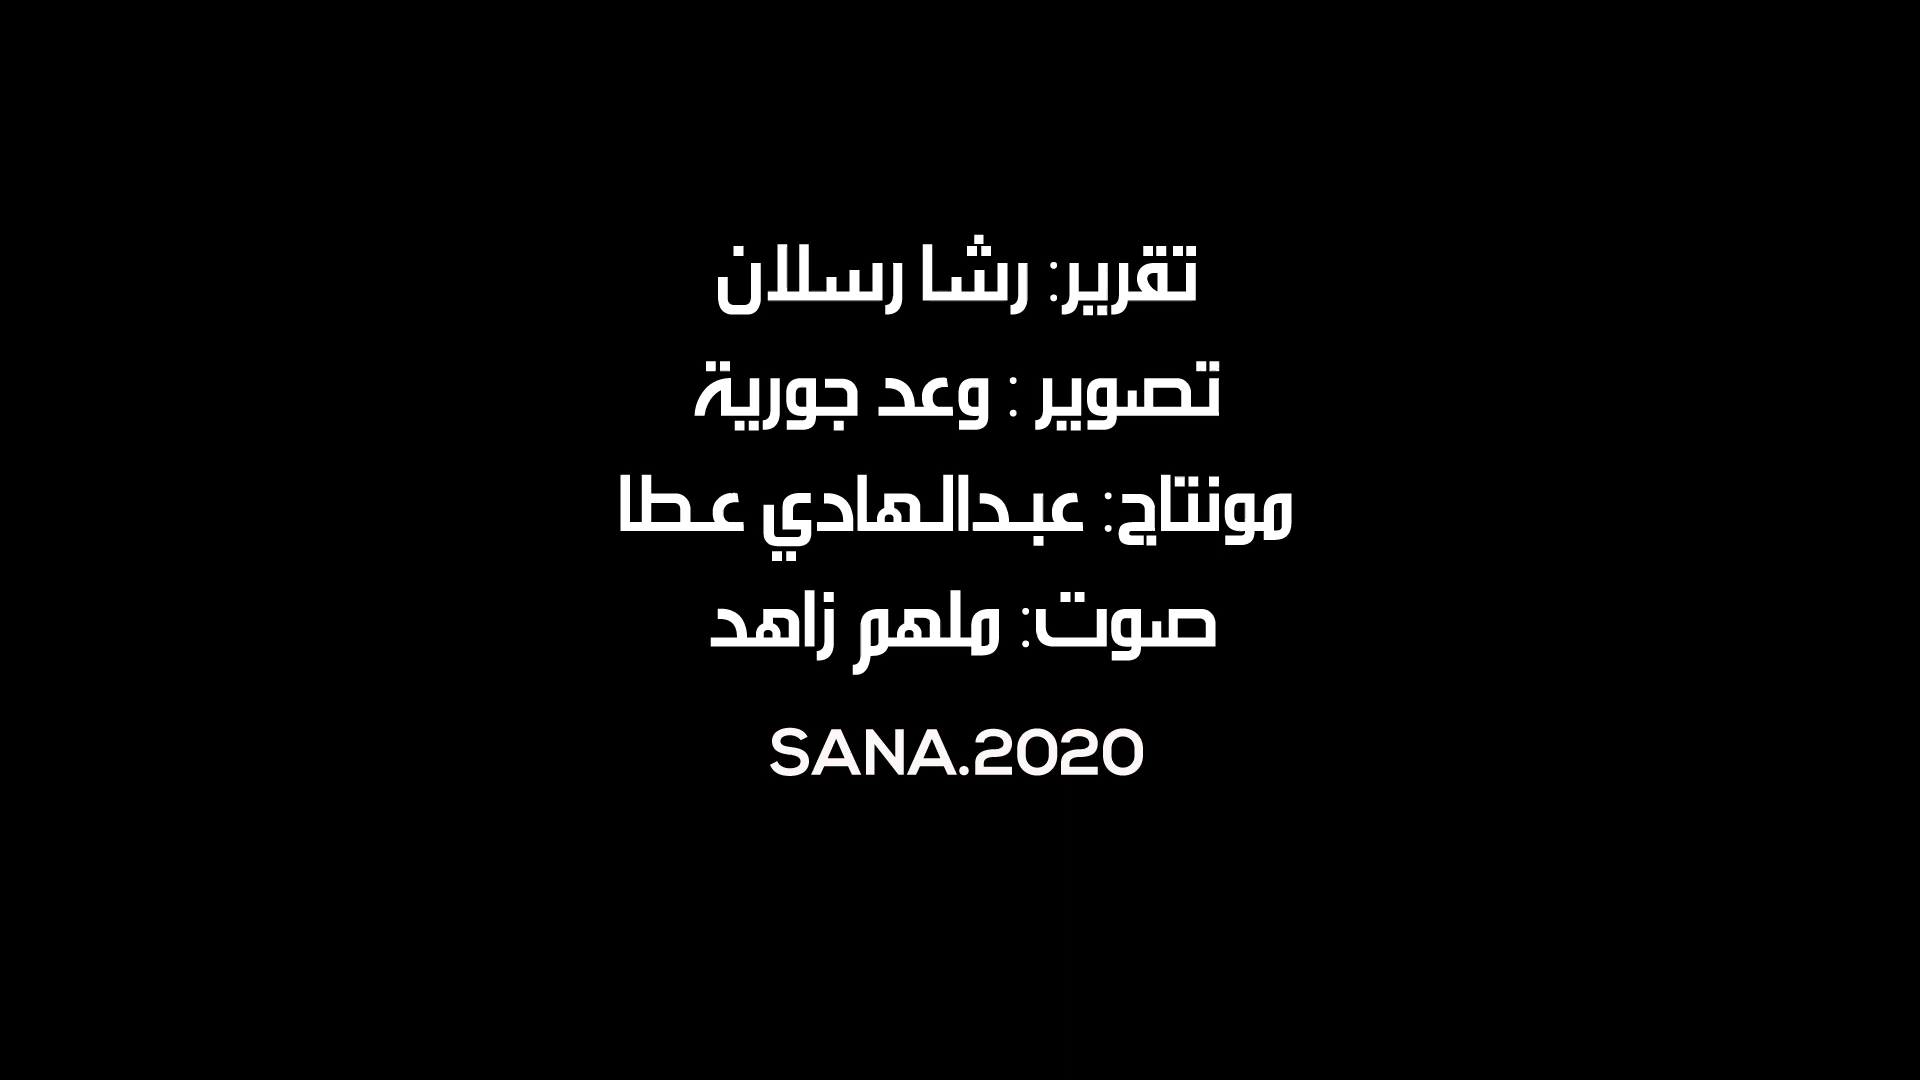 تقرير: رشا رسلان
تصوير : وعد جورية
مونتاج: عبدالهادي عطا
صوت: ملهم زاهد
SANA.2020